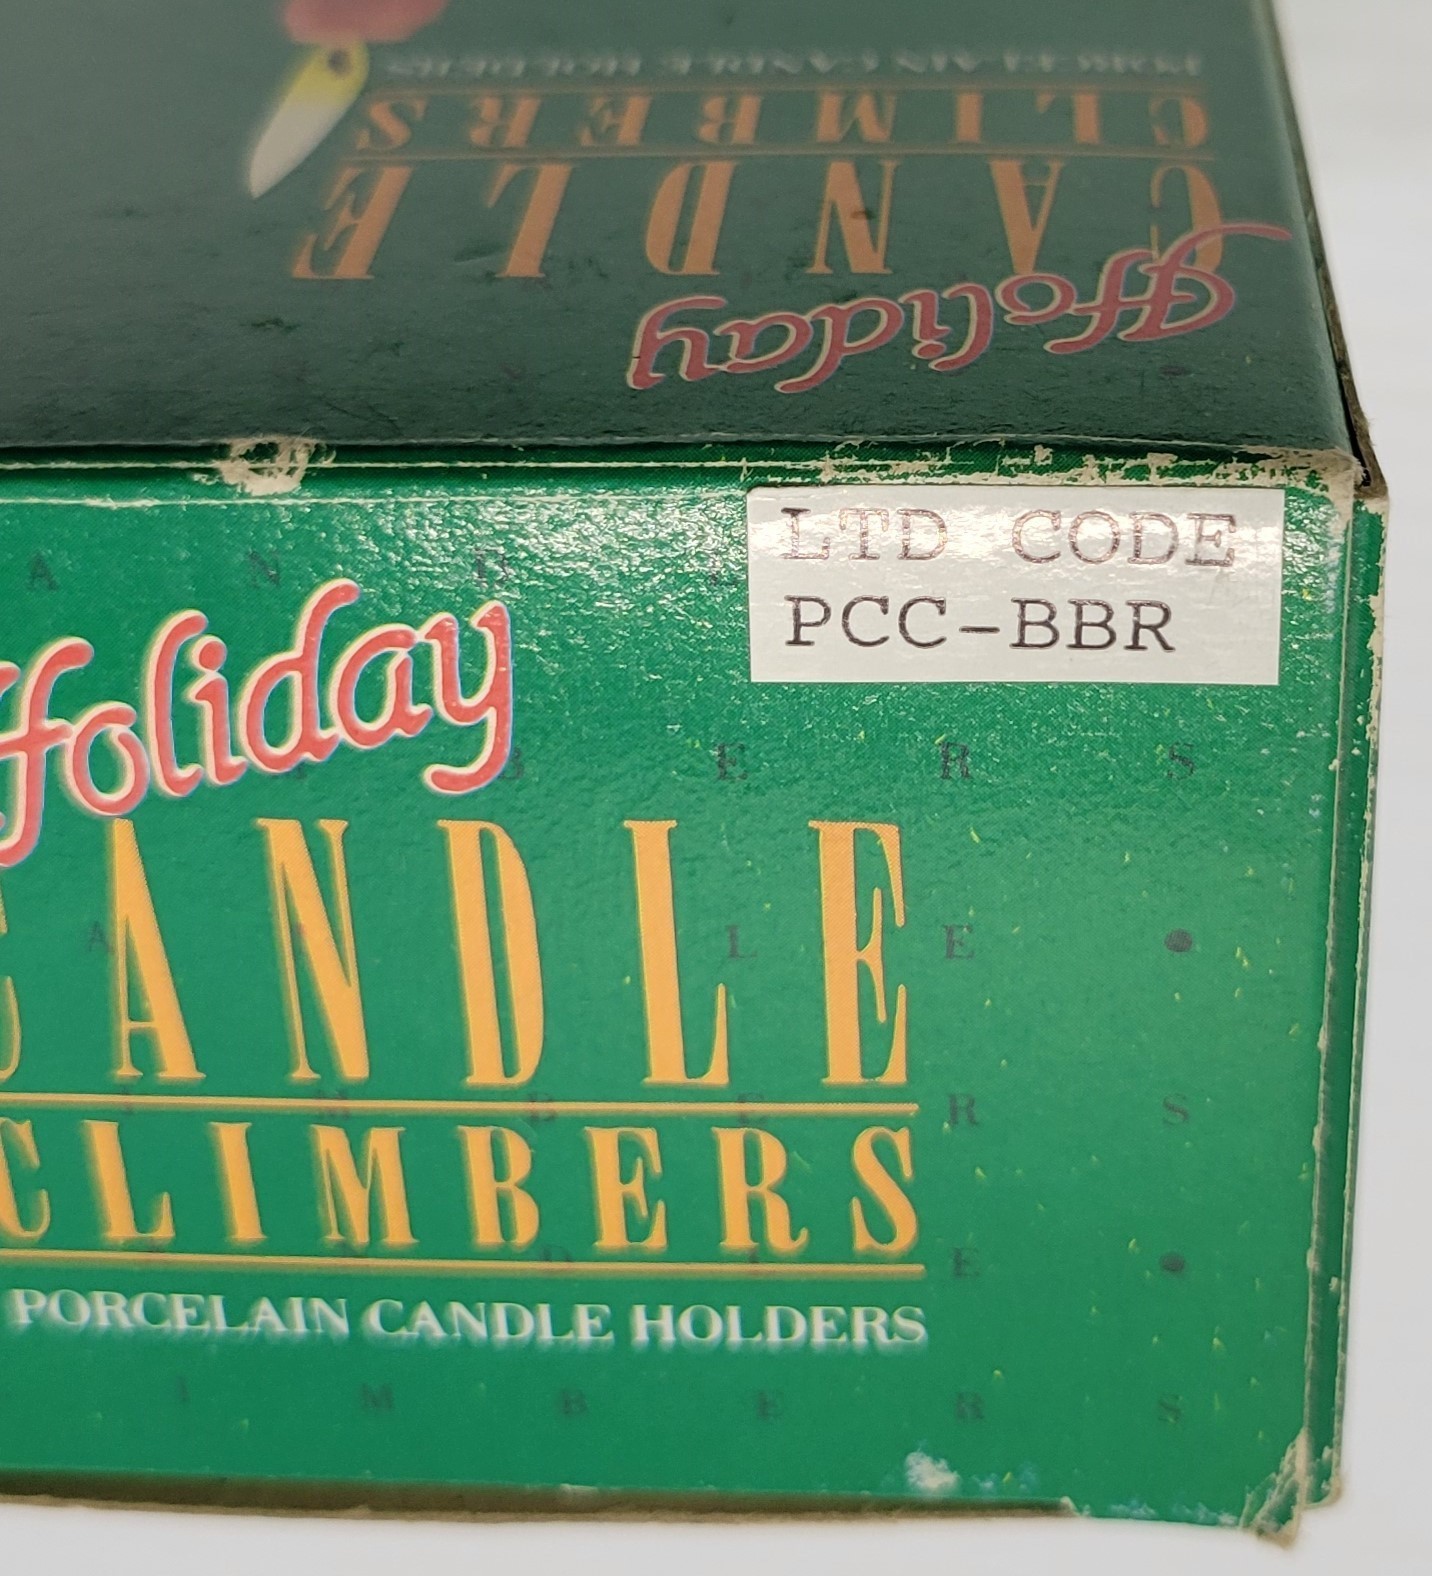 PORCELAIN CANDLE HOLDERS
CLIMBERS
CANDLE
Holiday
LTD CODE
PCC-BBR
Holiday
CANDLE
CLIMBERS
PORCELAIN CANDLE HOLDERS